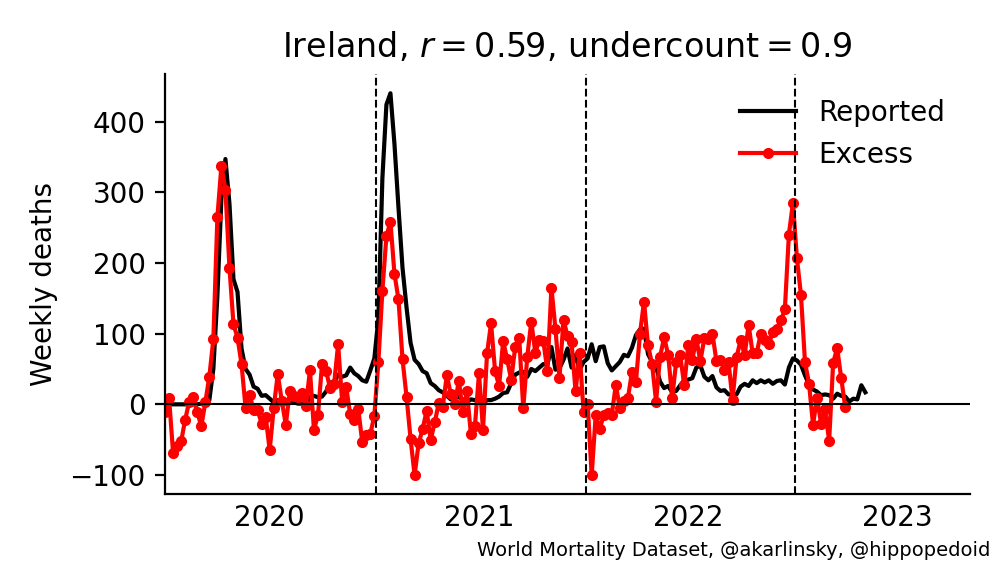 Ireland, r = 0.59, undercount = 0.9
Reported
Excess
Weekly deaths
400
300
200
100
0
−100
2020 2021 2022 2023
World Mortality Dataset, @akarlinsky, @hippopedoid